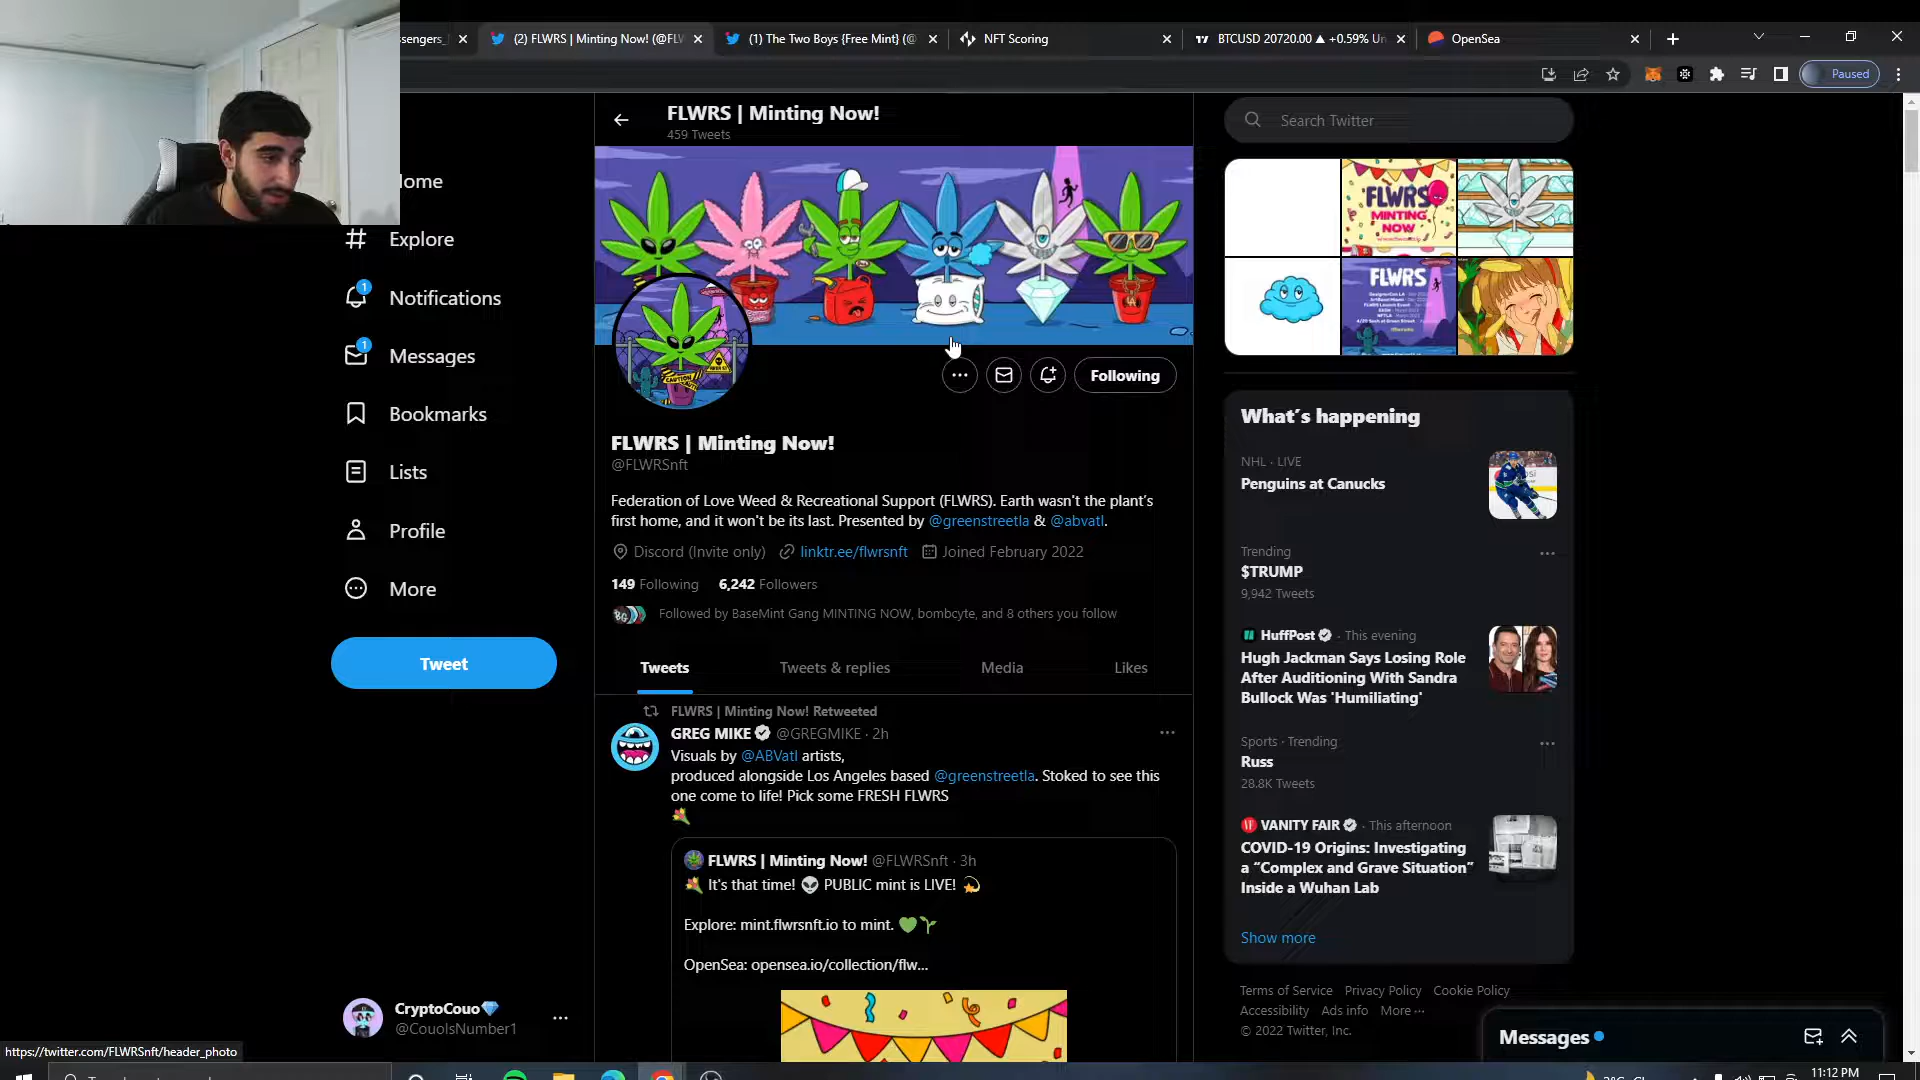 (2) FLWRS | Minting Now! (@FLW
(1) The Two Boys {Free Mint} (@
NFT Scoring
BTCUSD 20720.00 ▲ +0.59% Un
OpenSea
Paused
FLWRS | Minting Now!
459 Tweets
Search Twitter
Explore
Notifications
Messages
Bookmarks
Lists
Profile
More
Tweet
CryptoCouo💎
@CouoIsNumber1
https://twitter.com/FLWRSnft/header_photo
Following
FLWRS | Minting Now!
@FLWRSnft
Federation of Love Weed & Recreational Support (FLWRS). Earth wasn't the plant's
first home, and it won't be its last. Presented by @greenstreetla & @abvatl.
Discord (Invite only) linktr.ee/flwrsnft Joined February 2022
149 Following 6,242 Followers
Followed by BaseMint Gang MINTING NOW, bombcyte, and 8 others you follow
Tweets
Tweets & replies
Media
Likes
FLWRS | Minting Now! Retweeted
GREG MIKE @GREGMIKE · 2h
Visuals by @ABVatl artists,
produced alongside Los Angeles based @greenstreetla. Stoked to see this
one come to life! Pick some FRESH FLWRS
FLWRS | Minting Now! @FLWRSnft · 3h
It's that time! 👽 PUBLIC mint is LIVE! 💫
Explore: mint.flwrsnft.io to mint. 💚🌱
OpenSea: opensea.io/collection/flw...
FLWRS
MINTING
NOW
FLWRS
What's happening
NHL · LIVE
Penguins at Canucks
Trending
$TRUMP
9,942 Tweets
HuffPost · This evening
Hugh Jackman Says Losing Role
After Auditioning With Sandra
Bullock Was 'Humiliating'
Sports · Trending
Russ
28.8K Tweets
VANITY FAIR · This afternoon
COVID-19 Origins: Investigating
a “Complex and Grave Situation”
Inside a Wuhan Lab
Show more
Terms of Service Privacy Policy Cookie Policy
Accessibility Ads info More ···
© 2022 Twitter, Inc.
Messages
11:12 PM